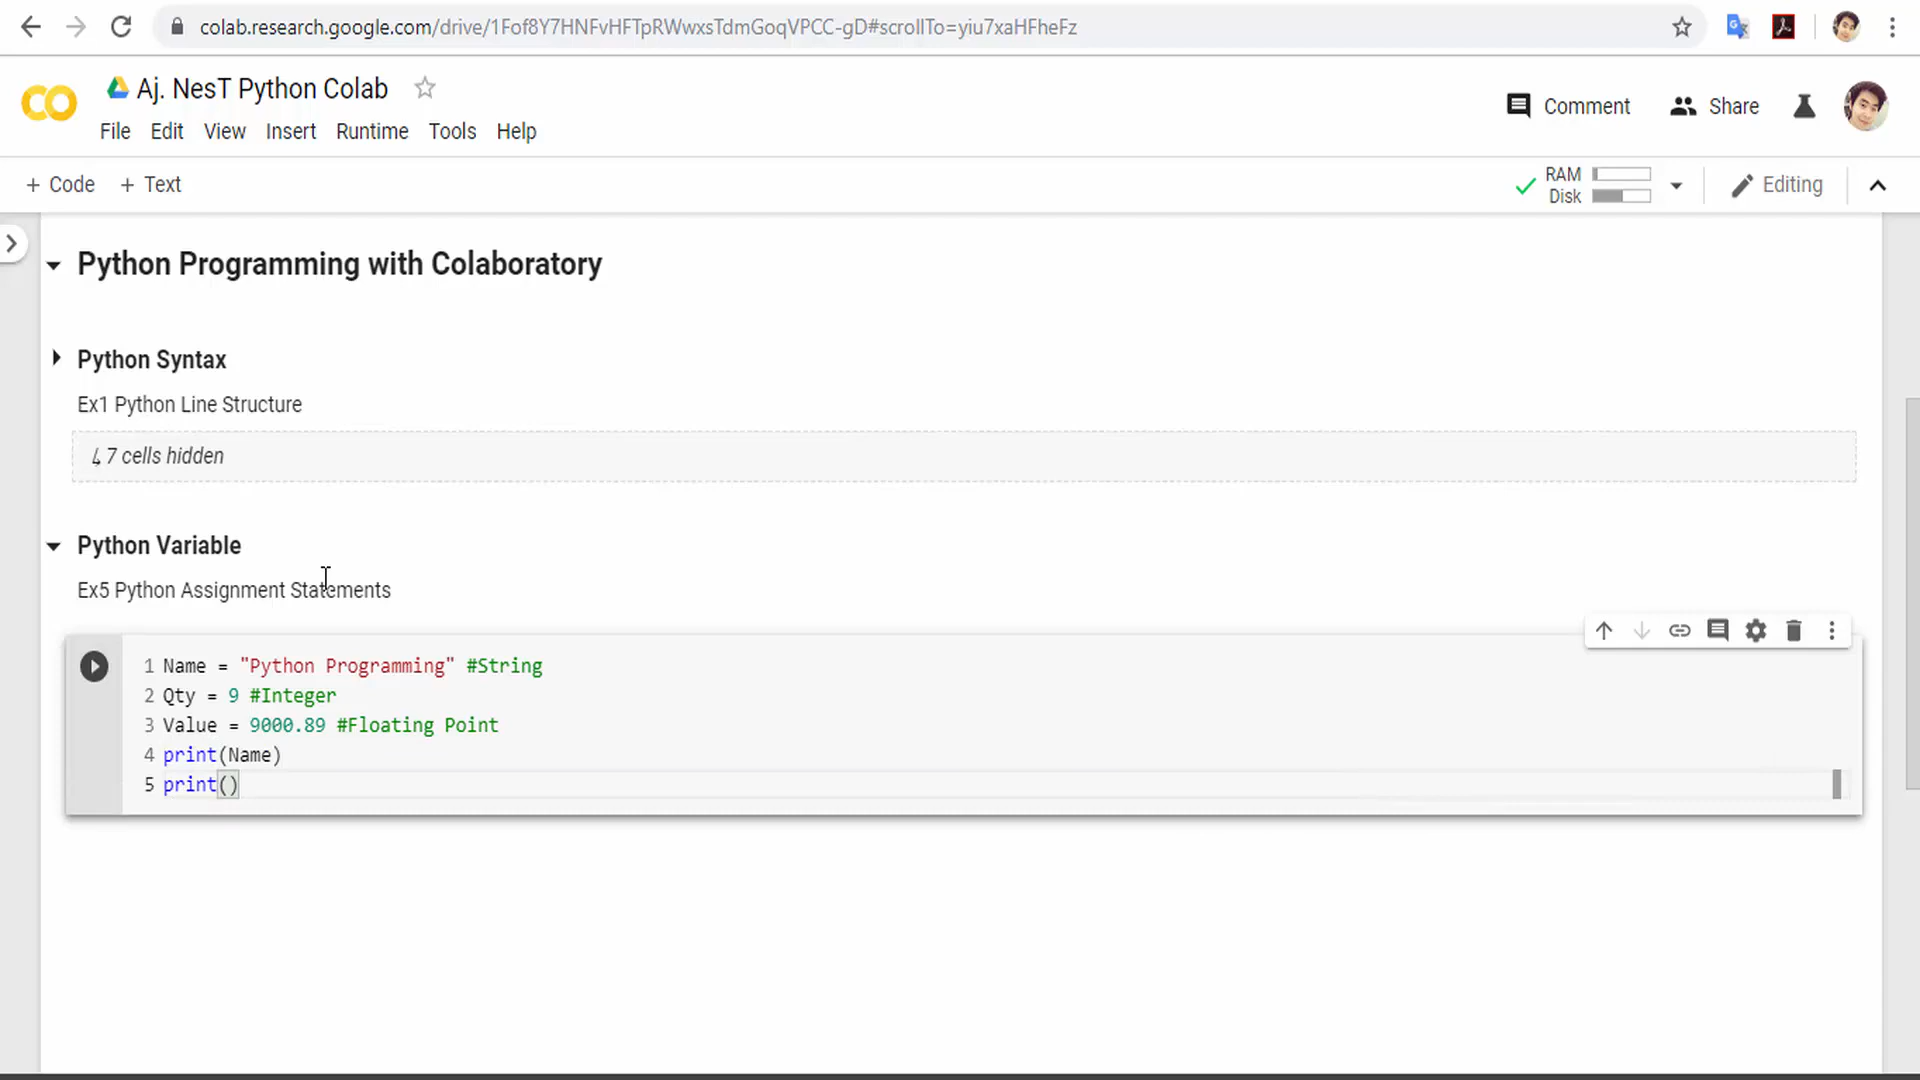 colab.research.google.com/drive/1Fof8Y7HNFvHFTpRWwxsTdmGoqVPCC-gD#scrollTo=yiu7xaHFheFz
CO
Aj. NesT Python Colab
File Edit View Insert Runtime Tools Help
Comment Share
+ Code + Text
RAM
Disk
Editing
Python Programming with Colaboratory
Python Syntax
Ex1 Python Line Structure
↳ 7 cells hidden
Python Variable
Ex5 Python Assignment Statements
1 Name = "Python Programming" #String
2 Qty = 9 #Integer
3 Value = 9000.89 #Floating Point
4 print(Name)
5 print()